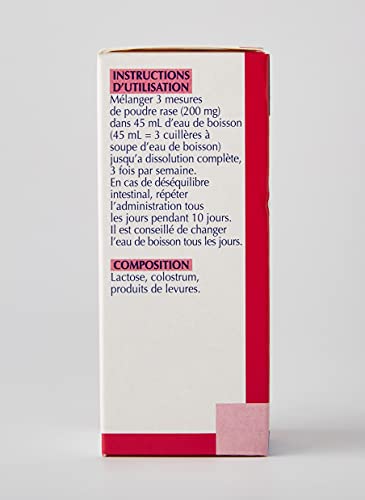 INSTRUCTIONS
D'UTILISATION
Mélanger 3 mesures
de poudre rase (200 mg)
dans 45 mL d'eau de boisson
(45 mL = 3 cuillères à
soupe d'eau de boisson)
jusqu'a dissolution complète,
3 fois par semaine.
En cas de déséquilibre
intestinal, répéter
l'administration tous
les jours pendant 10 jours.
Il est conseillé de changer
l'eau de boisson tous les jours.
COMPOSITION
Lactose, colostrum,
produits de levures.